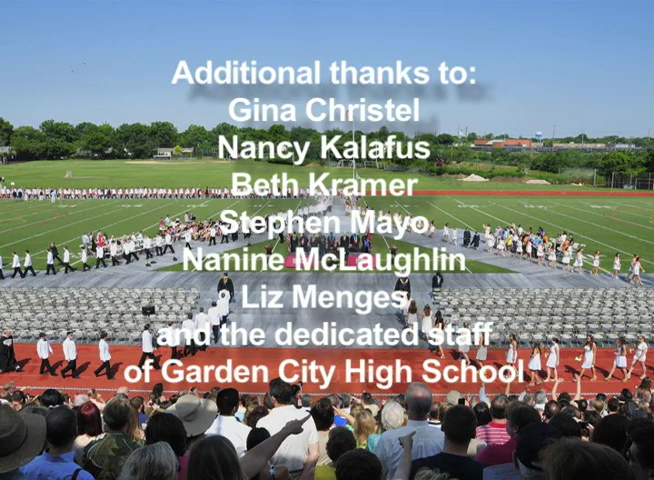 Additional thanks to:
Gina Christel
Nancy Kalafus
Beth Kramer
Stephen Mayo
Nanine McLaughlin
Liz Menges
and the dedicated staff
of Garden City High School